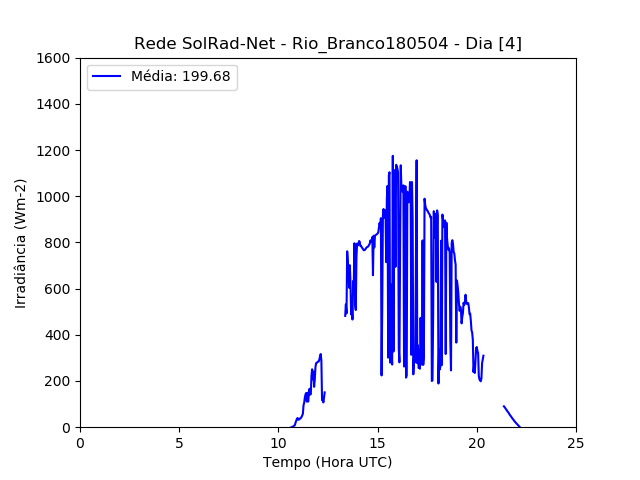 Rede SolRad-Net - Rio_Branco180504 - Dia [4]
Média: 199.68
1600
1400
1200
1000
800
600
400
200
0
Irradiância (Wm-2)
0 5 10 15 20 25
Tempo (Hora UTC)